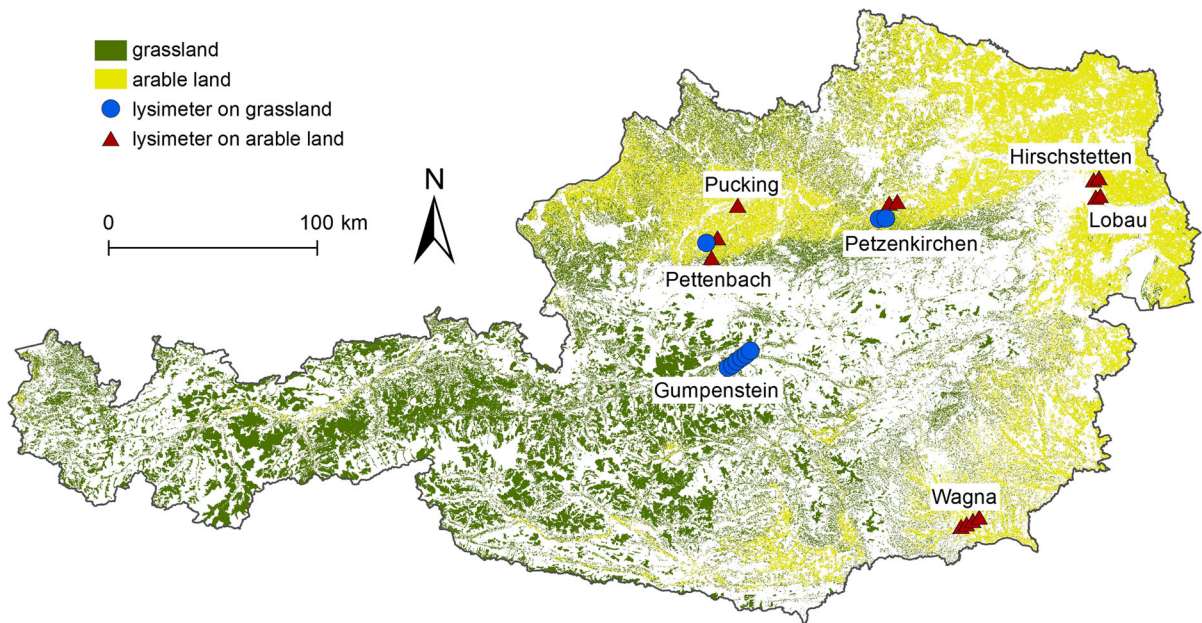 grassland
arable land
lysimeter on grassland
lysimeter on arable land
N
0 100 km
Hirschstetten
Pucking
Lobau
Petzenkirchen
Pettenbach
Gumpenstein
Wagna